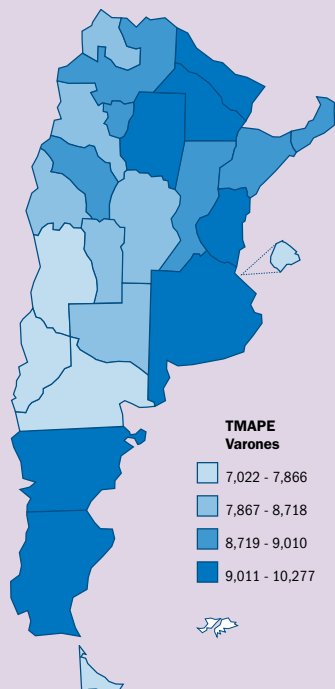 TMAPE
Varones
7,022 - 7,866
7,867 - 8,718
8,719 - 9,010
9,011 - 10,277